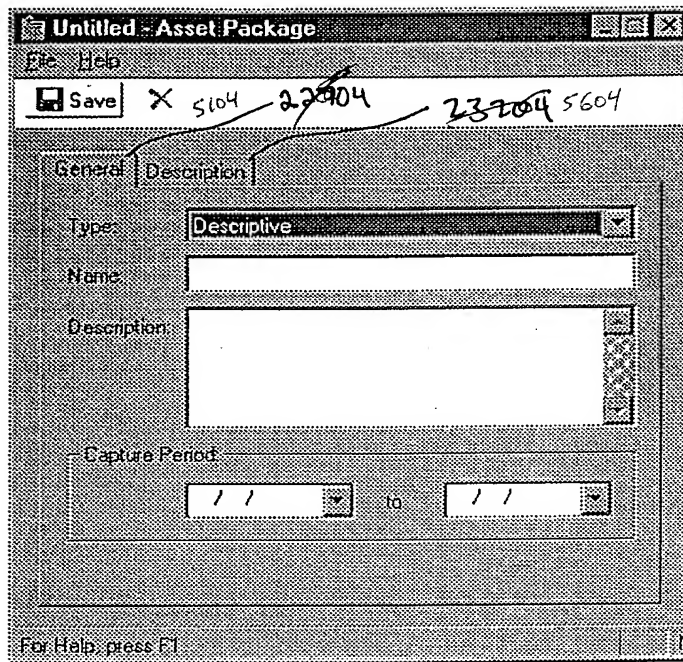 Untitled - Asset Package
File Help
Save 5104 22904 23204 5604
General Description
Type: Descriptive
Name:
Description:
Capture Period:
/ / to / /
For Help, press F1